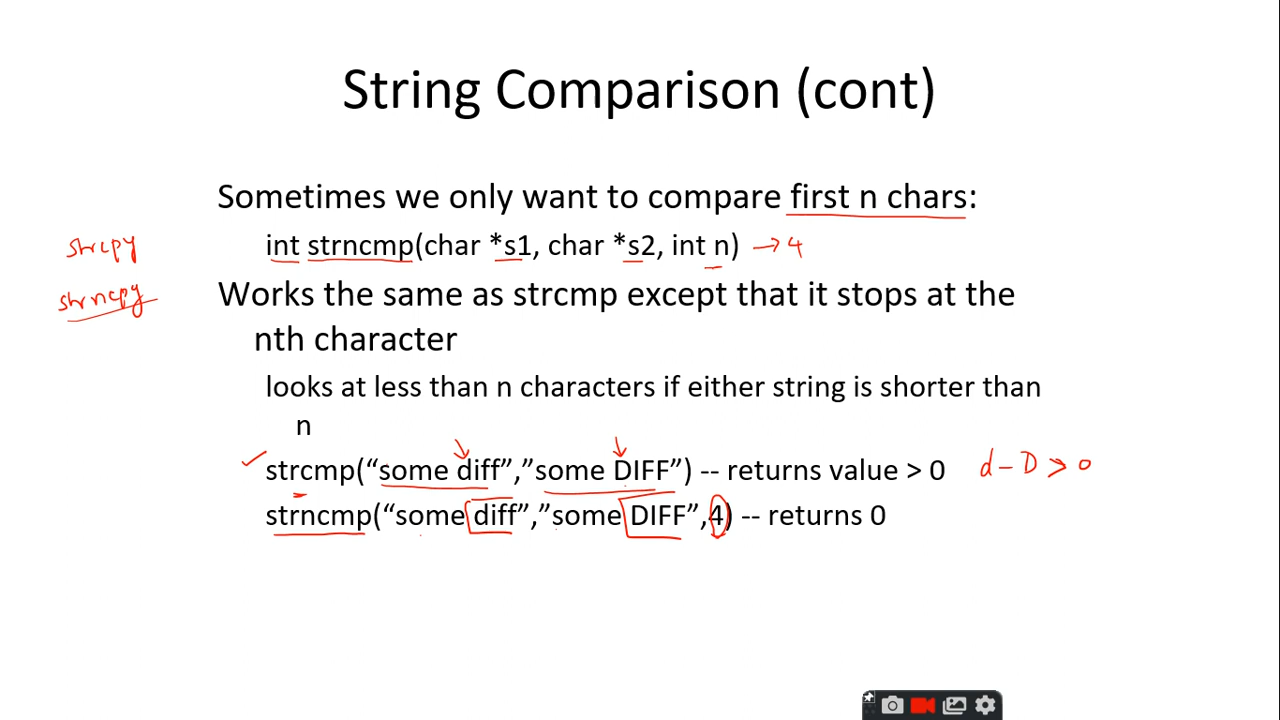 String Comparison (cont)
Sometimes we only want to compare first n chars:
strcpy int strncmp(char *s1, char *s2, int n) → 4
strncpy Works the same as strcmp except that it stops at the
nth character
looks at less than n characters if either string is shorter than
n
✓ strcmp(“some diff”,”some DIFF”) -- returns value > 0 d - D > 0
strncmp(“some diff”,”some DIFF”,4) -- returns 0